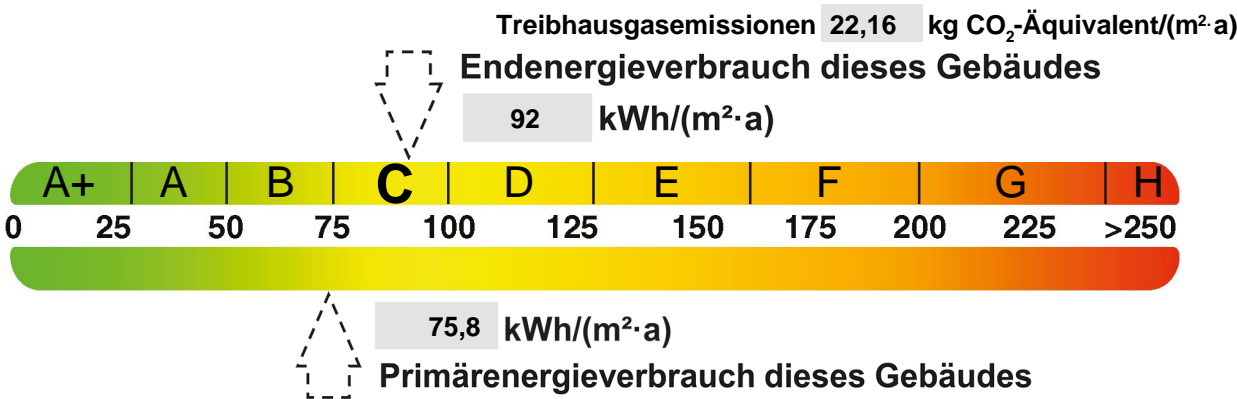 Treibhausgasemissionen 22,16 kg CO₂-Äquivalent/(m²·a)
Endenergieverbrauch dieses Gebäudes
92 kWh/(m²·a)
A+ A B C D E F G H
0 25 50 75 100 125 150 175 200 225 >250
75,8 kWh/(m²·a)
Primärenergieverbrauch dieses Gebäudes